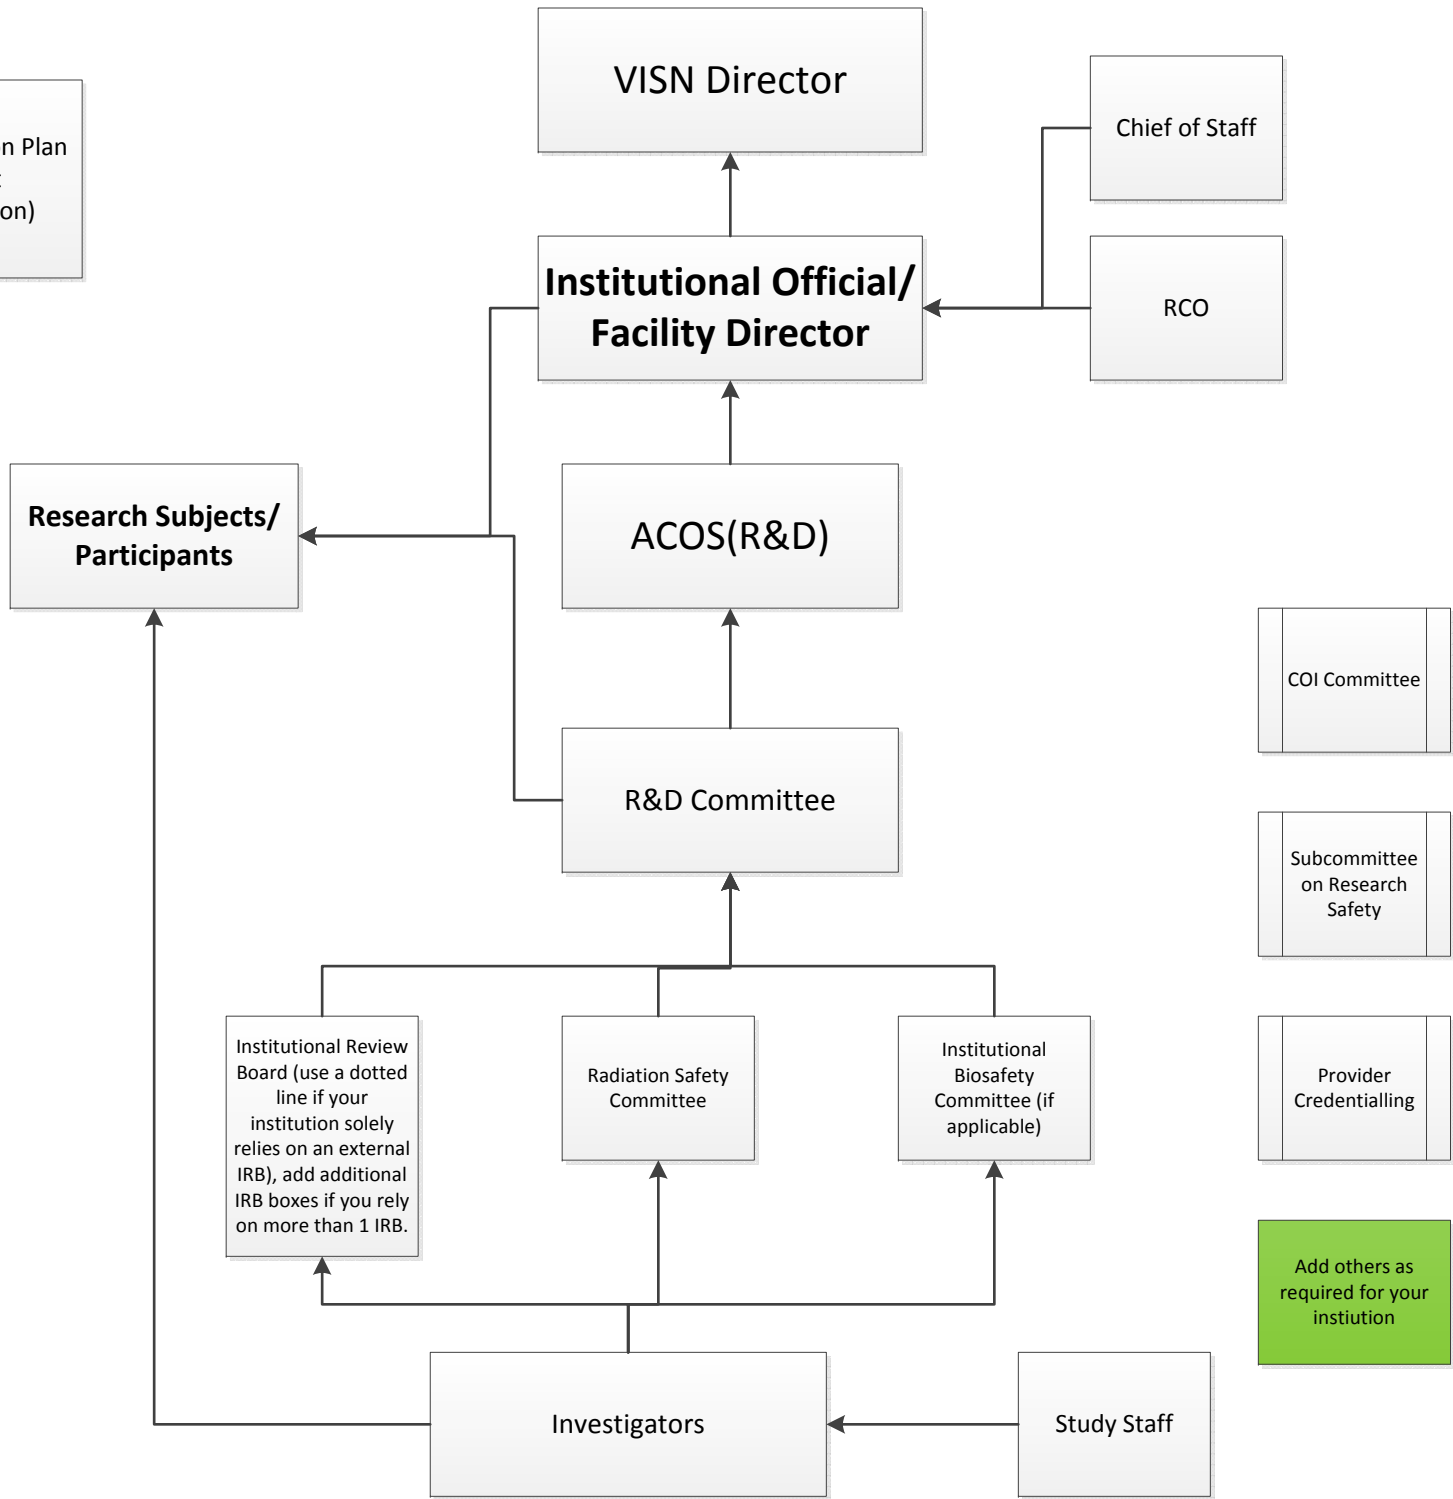 VISN Director
Chief of Staff
n Plan
on)
Institutional Official/
Facility Director
RCO
Research Subjects/
Participants
ACOS(R&D)
COI Committee
R&D Committee
Subcommittee
on Research
Safety
Institutional Review
Board (use a dotted
line if your
institution solely
relies on an external
IRB), add additional
IRB boxes if you rely
on more than 1 IRB.
Radiation Safety
Committee
Institutional
Biosafety
Committee (if
applicable)
Provider
Credentialling
Add others as
required for your
instiution
Investigators
Study Staff